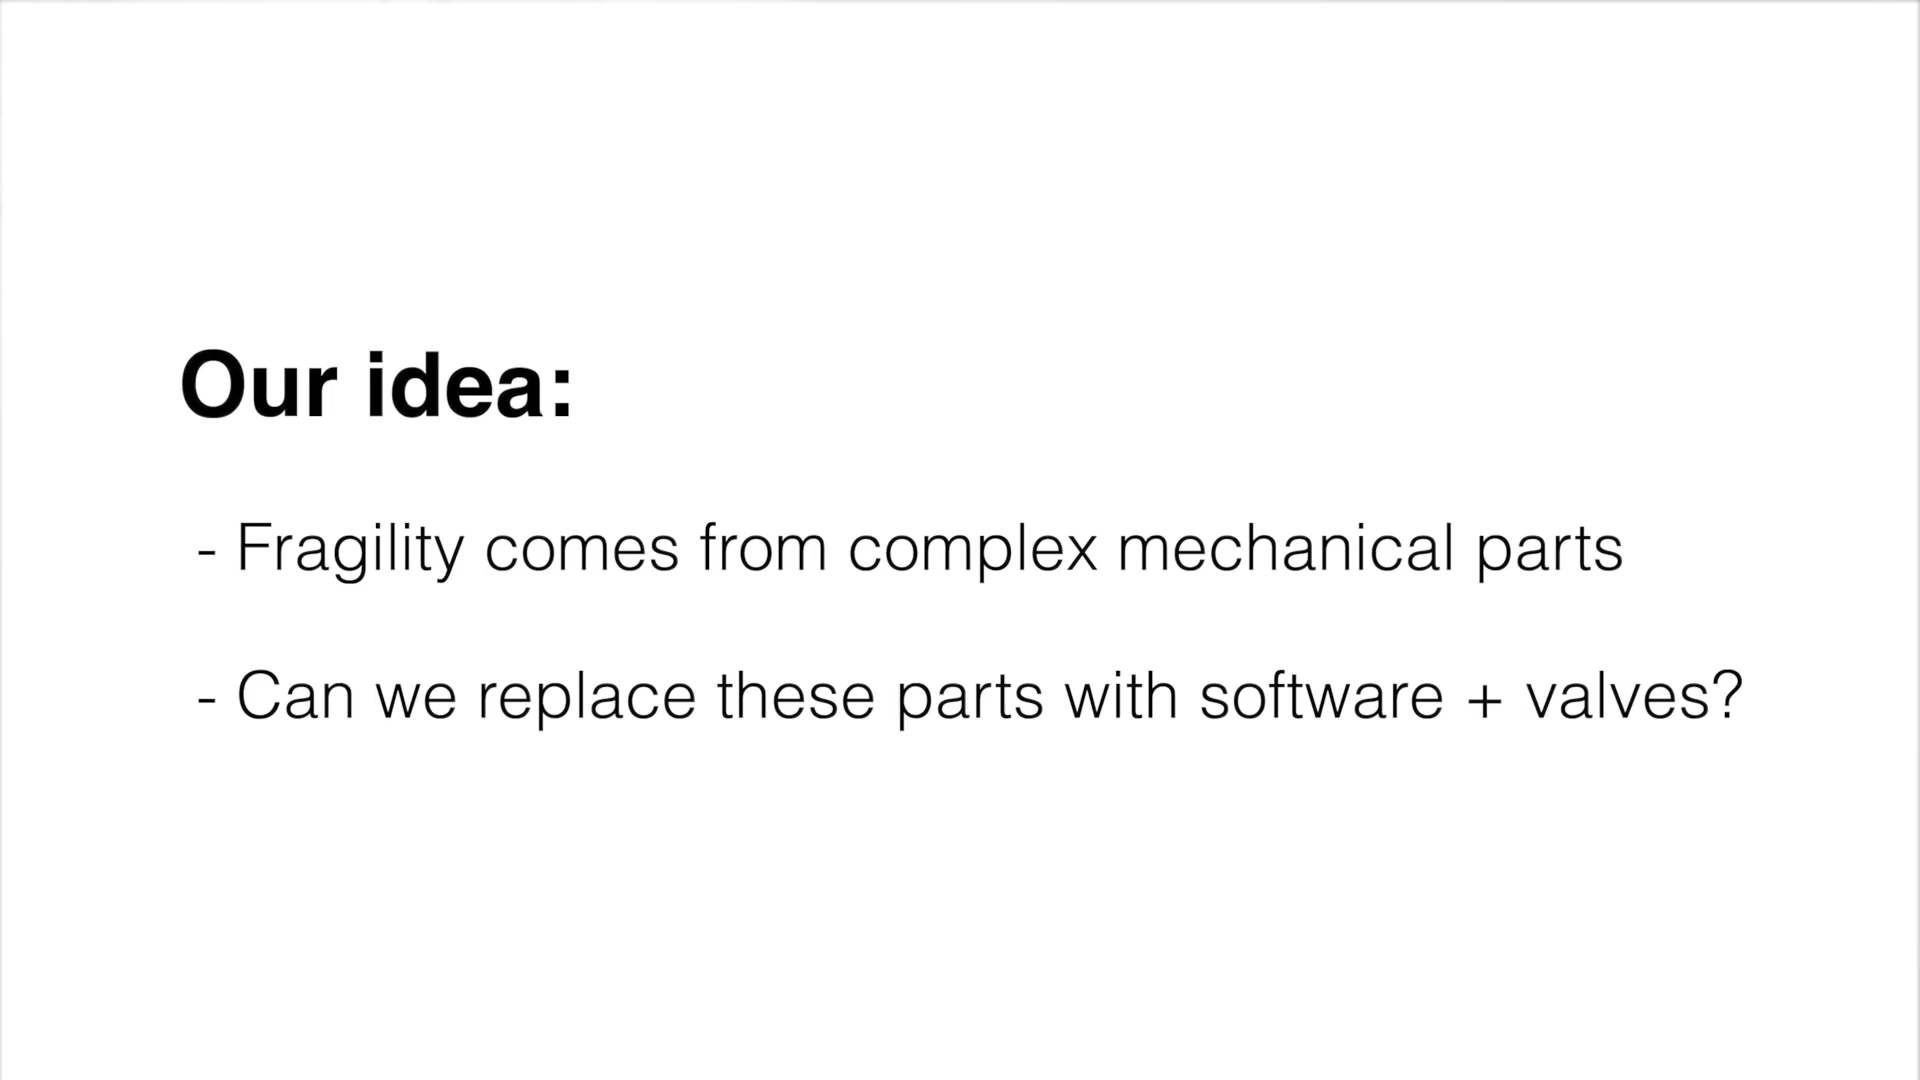 Our idea:
- Fragility comes from complex mechanical parts
- Can we replace these parts with software + valves?